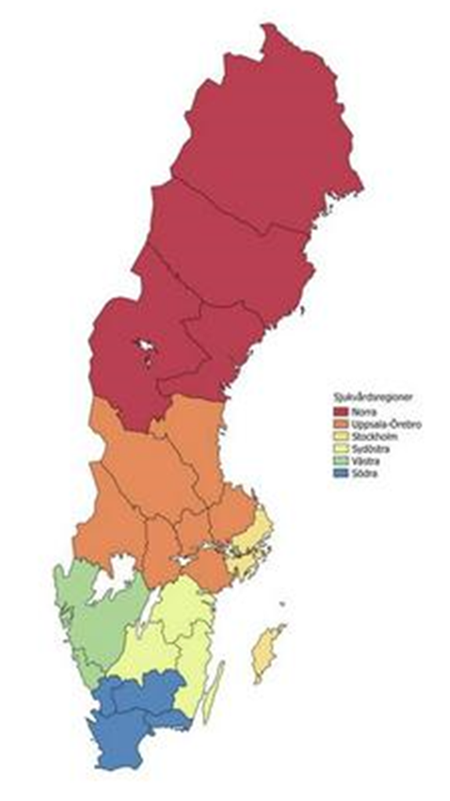 Sjukvårdsregioner
Norra
Uppsala-Örebro
Stockholm
Sydöstra
Västra
Södra